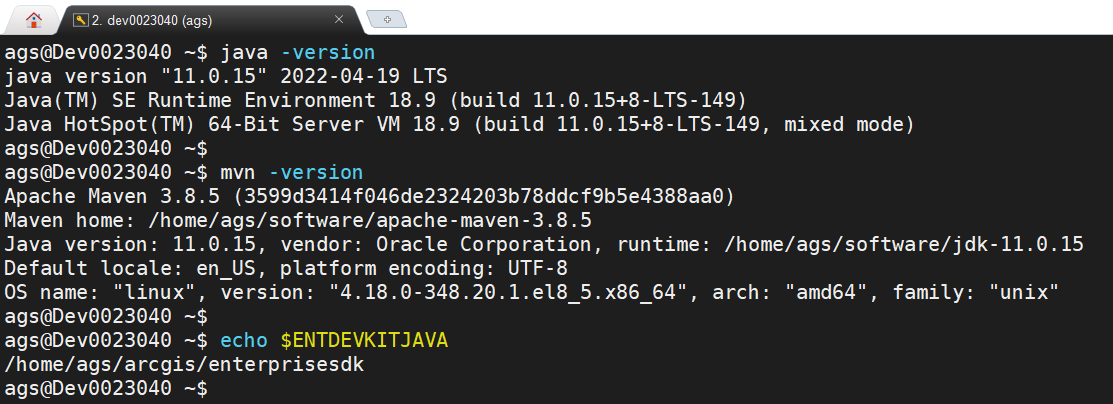 2. dev0023040 (ags)
ags@Dev0023040 ~$ java -version
java version "11.0.15" 2022-04-19 LTS
Java(TM) SE Runtime Environment 18.9 (build 11.0.15+8-LTS-149)
Java HotSpot(TM) 64-Bit Server VM 18.9 (build 11.0.15+8-LTS-149, mixed mode)
ags@Dev0023040 ~$
ags@Dev0023040 ~$ mvn -version
Apache Maven 3.8.5 (3599d3414f046de2324203b78ddcf9b5e4388aa0)
Maven home: /home/ags/software/apache-maven-3.8.5
Java version: 11.0.15, vendor: Oracle Corporation, runtime: /home/ags/software/jdk-11.0.15
Default locale: en_US, platform encoding: UTF-8
OS name: "linux", version: "4.18.0-348.20.1.el8_5.x86_64", arch: "amd64", family: "unix"
ags@Dev0023040 ~$
ags@Dev0023040 ~$ echo $ENTDEVKITJAVA
/home/ags/arcgis/enterprisesdk
ags@Dev0023040 ~$